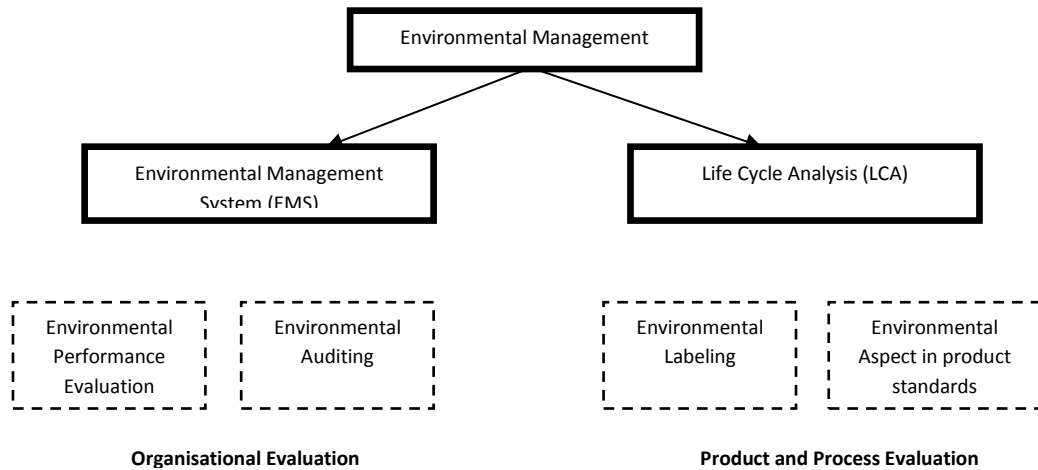 Environmental Management
Environmental Management
System (EMS)
Life Cycle Analysis (LCA)
Environmental
Performance
Evaluation
Environmental
Auditing
Environmental
Labeling
Environmental
Aspect in product
standards
Organisational Evaluation
Product and Process Evaluation